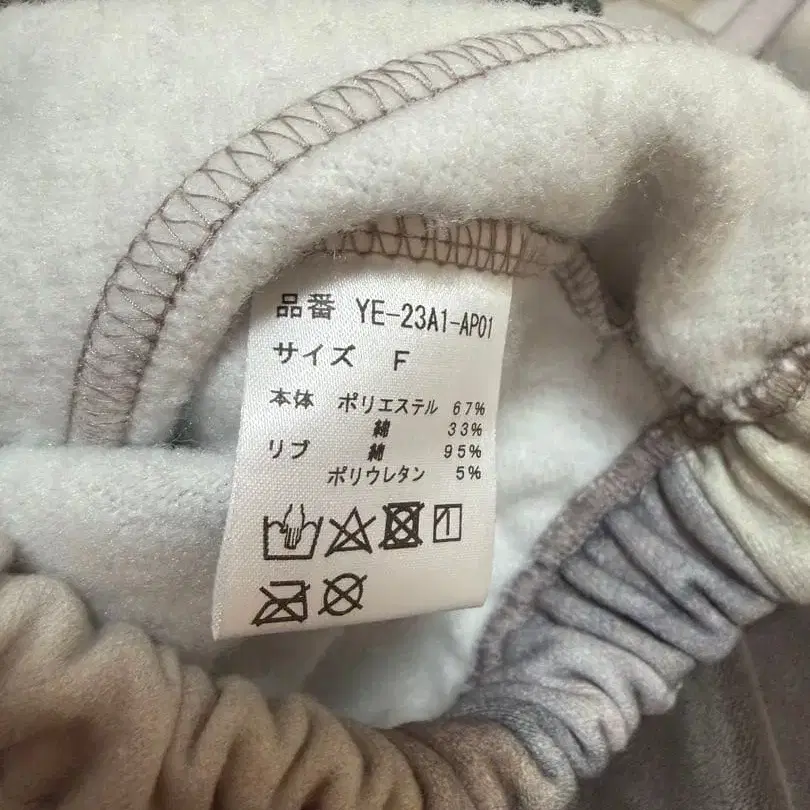 品番 YE-23A1-AP01
サイズ F
本体 ポリエステル 67%
綿 33%
リブ 綿 95%
ポリウレタン 5%